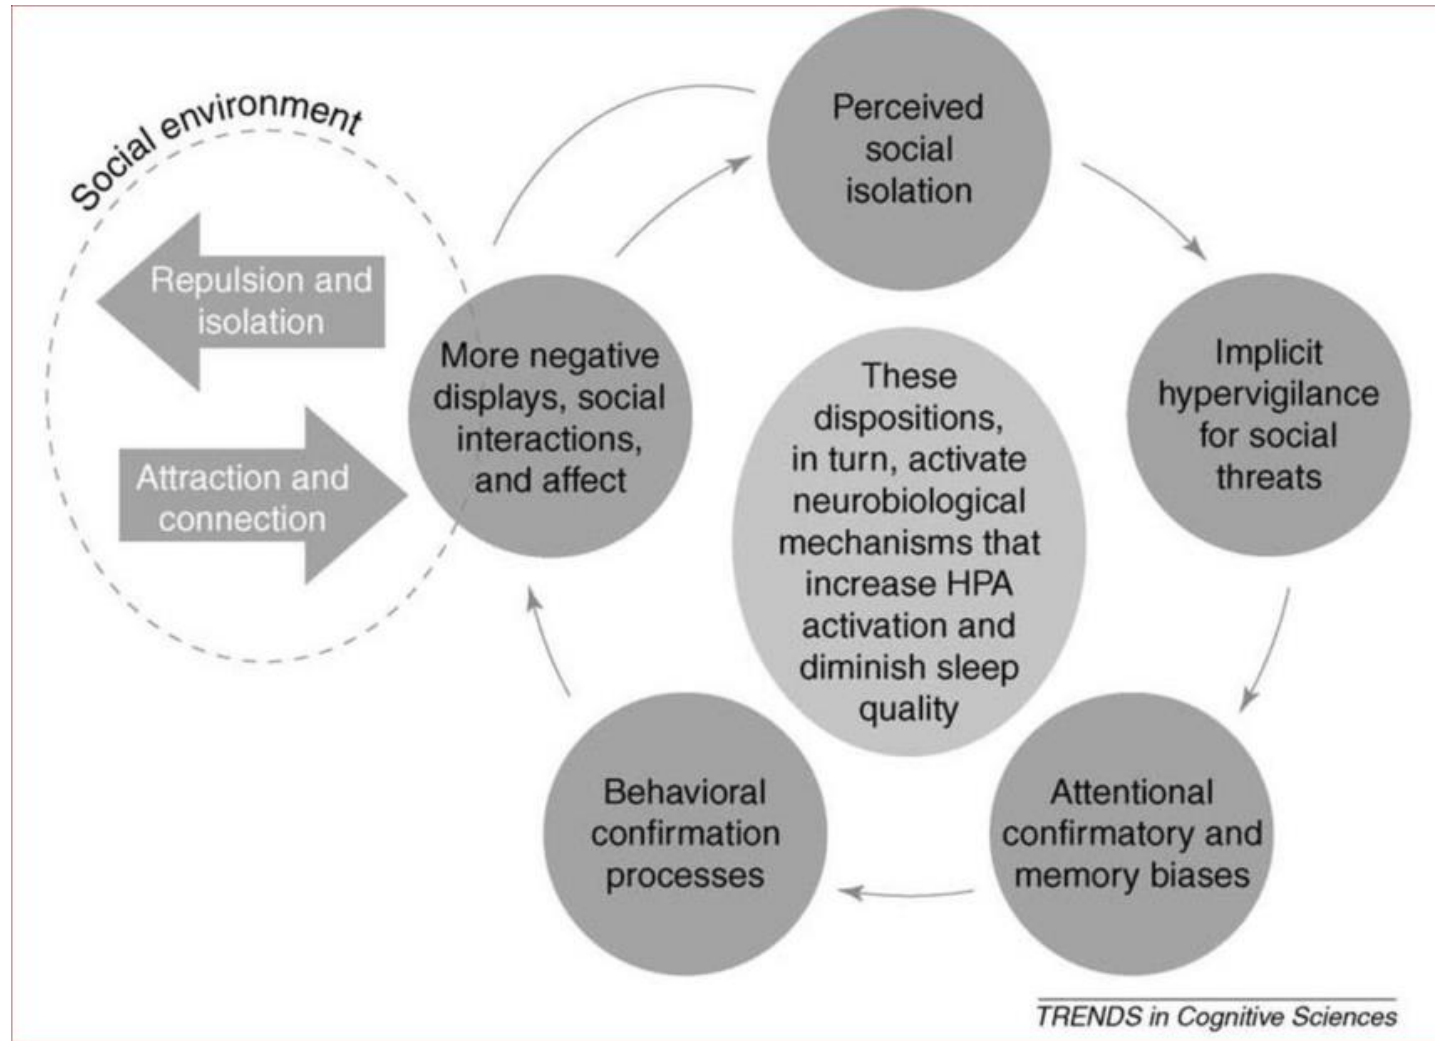 Social environment
Repulsion and
isolation
Attraction and
connection
More negative
displays, social
interactions,
and affect
Perceived
social
isolation
Implicit
hypervigilance
for social
threats
These
dispositions,
in turn, activate
neurobiological
mechanisms that
increase HPA
activation and
diminish sleep
quality
Behavioral
confirmation
processes
Attentional
confirmatory and
memory biases
TRENDS in Cognitive Sciences